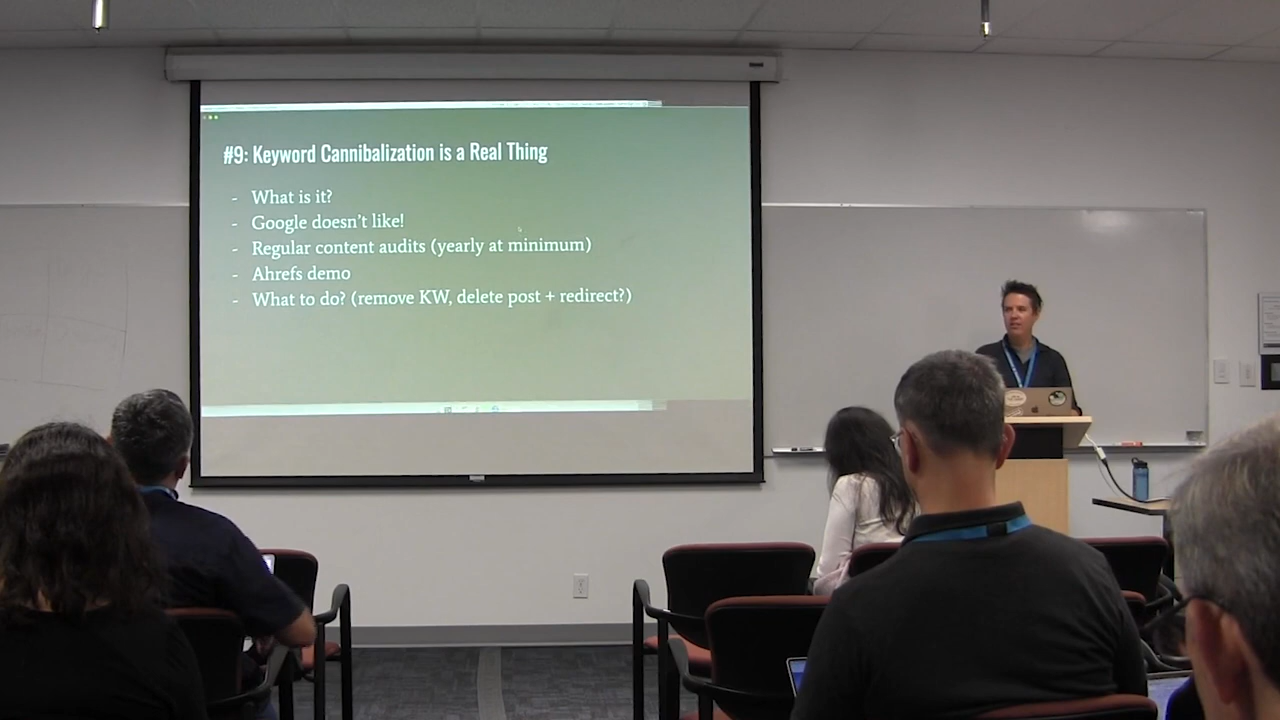 #9: Keyword Cannibalization is a Real Thing
- What is it?
- Google doesn't like!
- Regular content audits (yearly at minimum)
- Ahrefs demo
- What to do? (remove KW, delete post + redirect?)